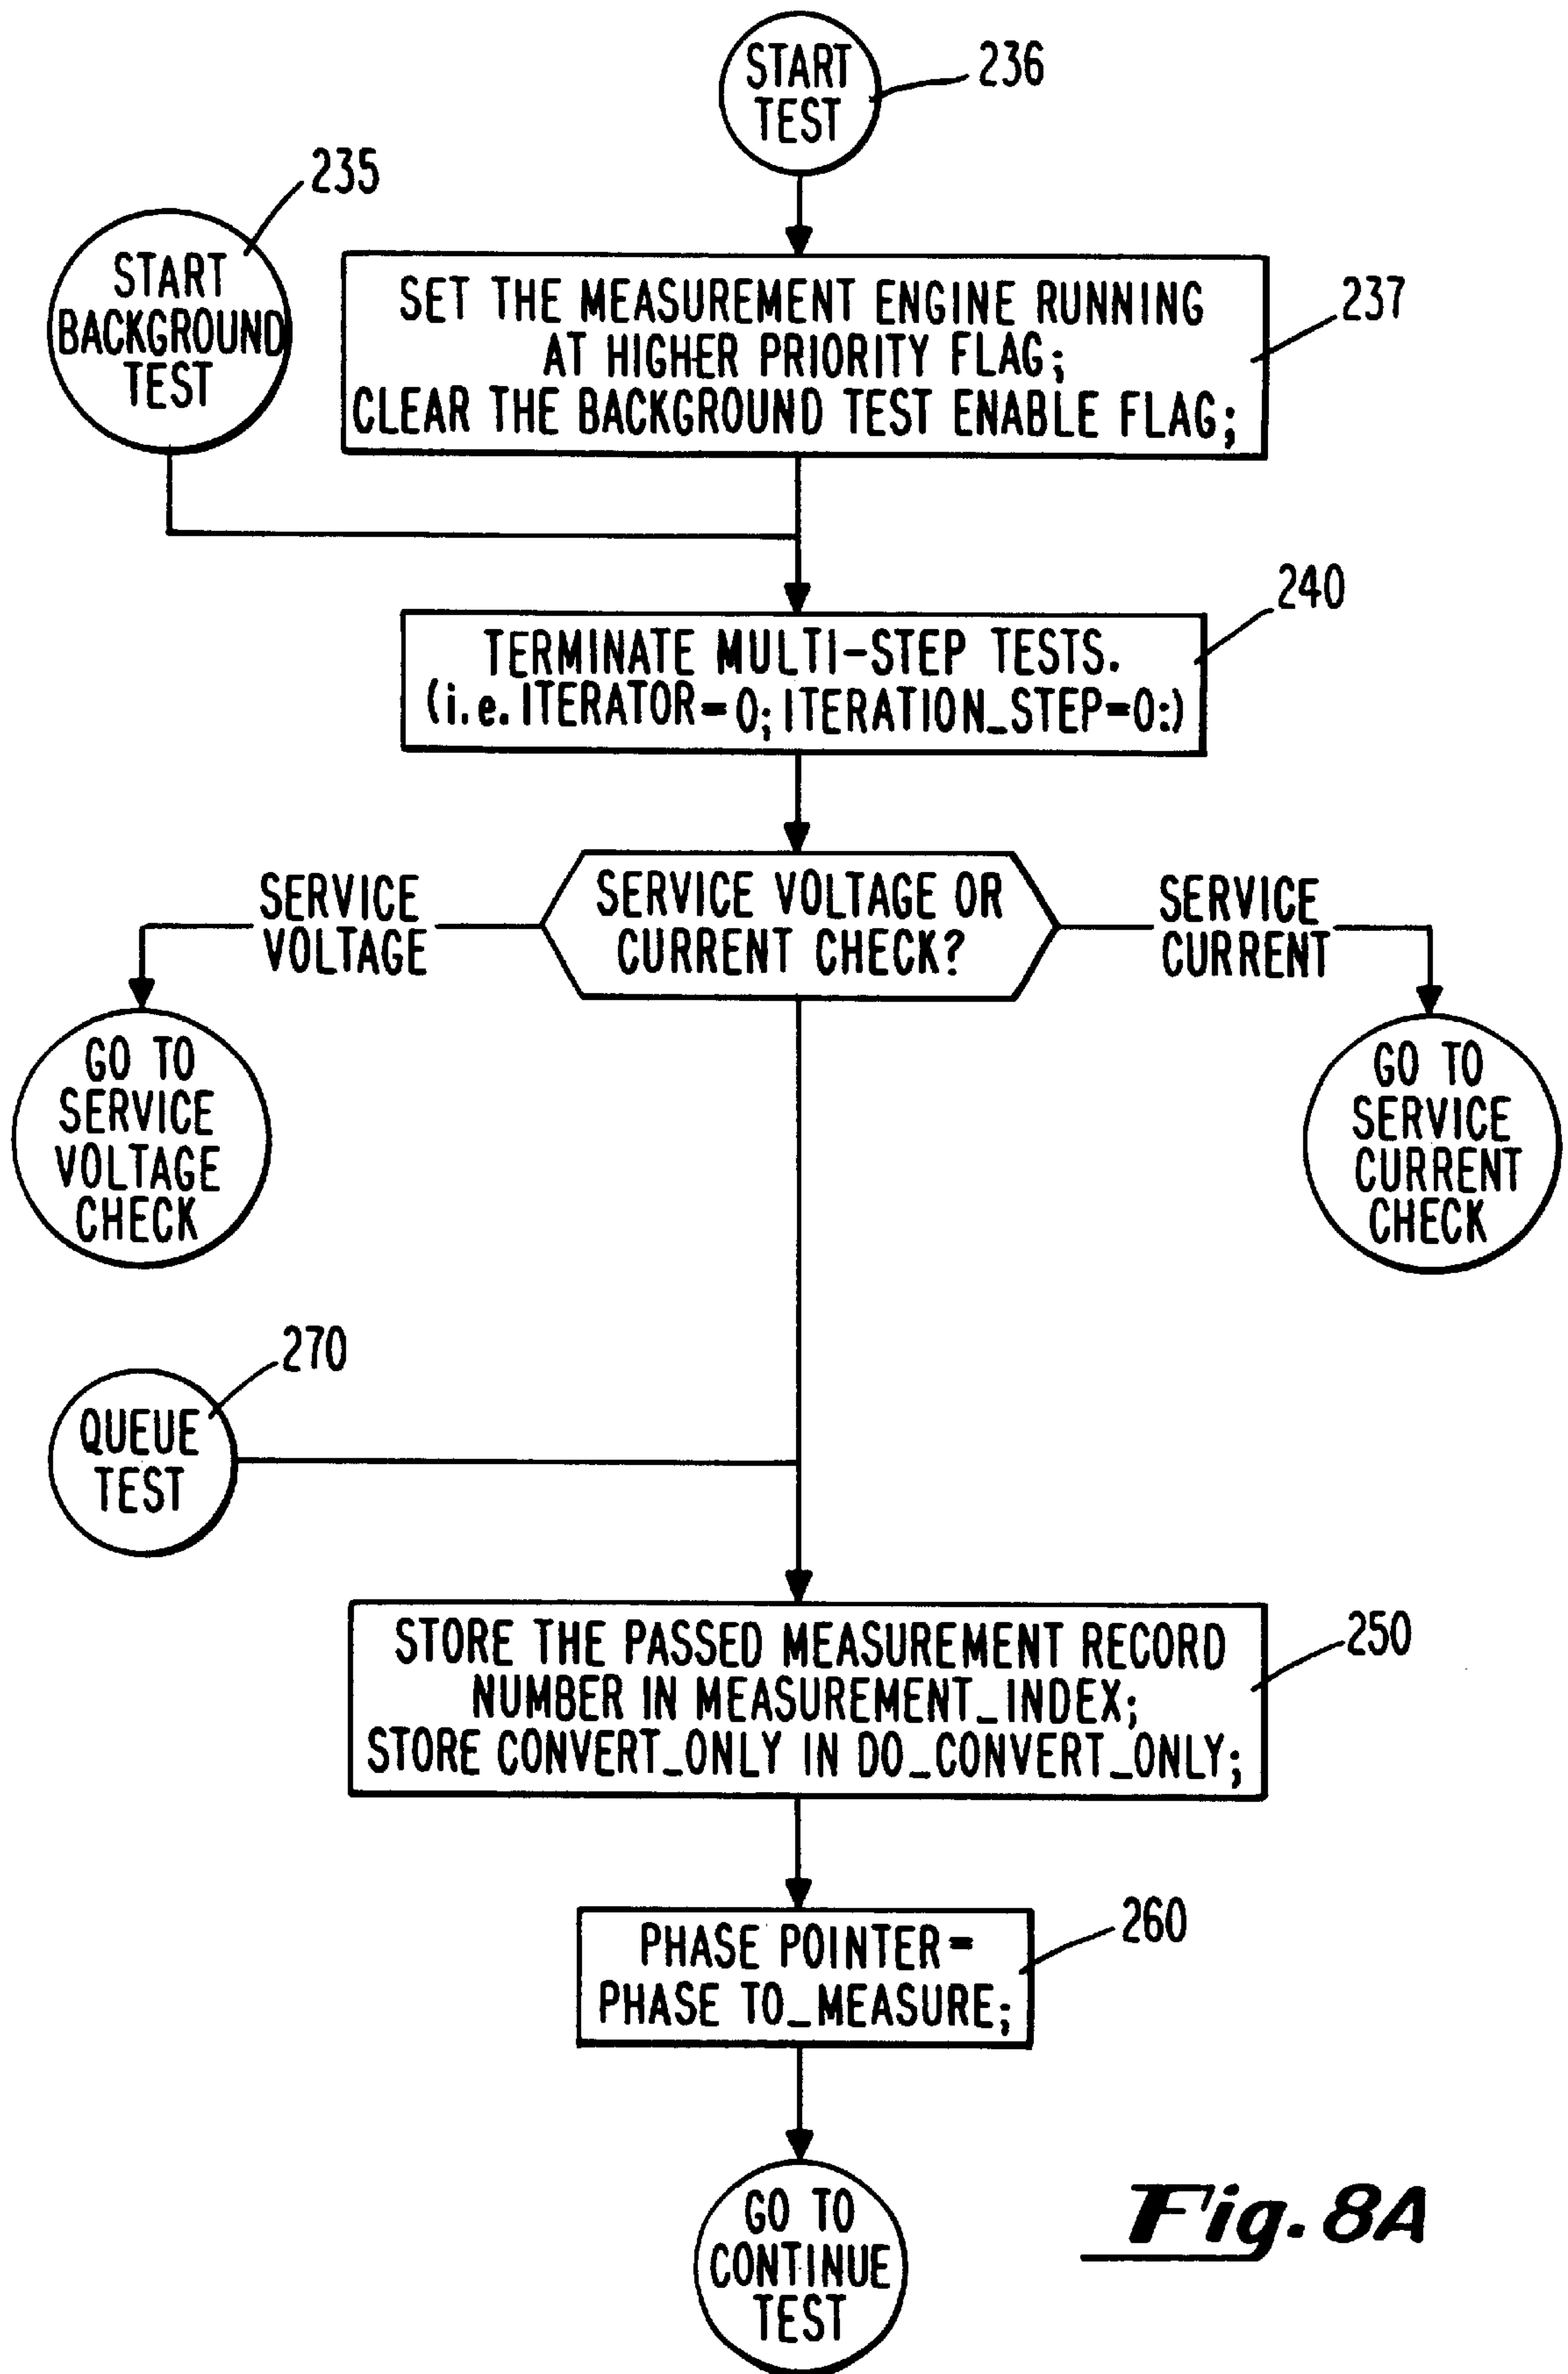 START
TEST
236
235
START
BACKGROUND
TEST
SET THE MEASUREMENT ENGINE RUNNING
AT HIGHER PRIORITY FLAG;
CLEAR THE BACKGROUND TEST ENABLE FLAG;
237
240
TERMINATE MULTI-STEP TESTS.
(i.e. ITERATOR=0; ITERATION_STEP=0:)
SERVICE
VOLTAGE
SERVICE VOLTAGE OR
CURRENT CHECK?
SERVICE
CURRENT
GO TO
SERVICE
VOLTAGE
CHECK
GO TO
SERVICE
CURRENT
CHECK
270
QUEUE
TEST
STORE THE PASSED MEASUREMENT RECORD
NUMBER IN MEASUREMENT_INDEX;
STORE CONVERT_ONLY IN DO_CONVERT_ONLY;
250
PHASE POINTER=
PHASE TO_MEASURE;
260
GO TO
CONTINUE
TEST
Fig. 8A